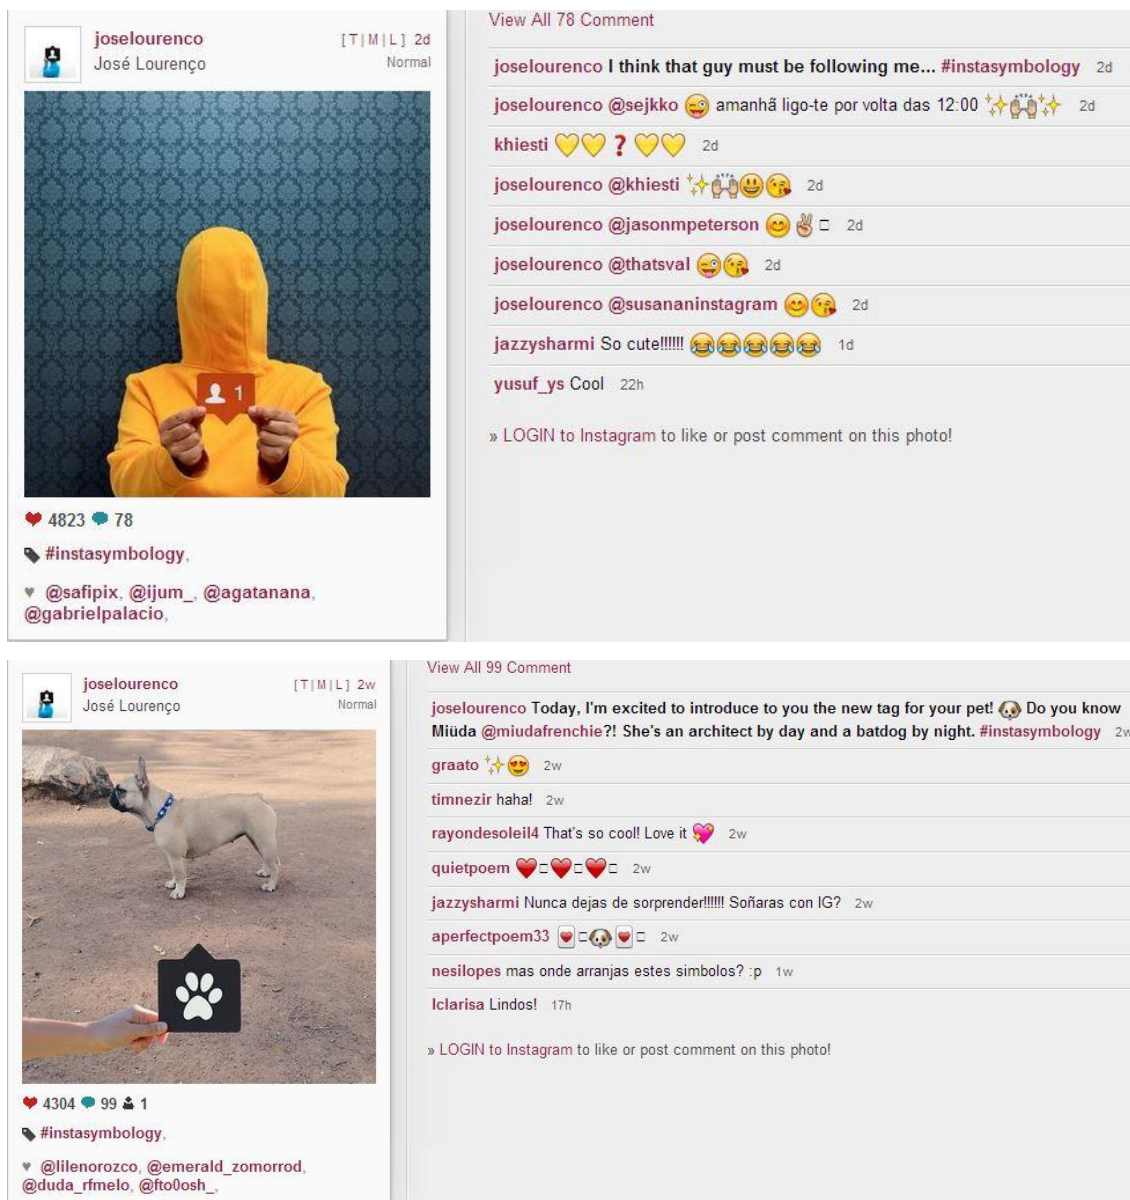 joselourenco [ T | M | L ] 2d
José Lourenço Normal
1
4823 78
#instasymbology,
@safipix, @ijum_, @agatanana,
@gabrielpalacio,
View All 78 Comment
joselourenco I think that guy must be following me... #instasymbology 2d
joselourenco @sejkko 😜 amanhã ligo-te por volta das 12:00 ✨🙌✨ 2d
khiesti 💛💛❓💛💛 2d
joselourenco @khiesti ✨🙌😃😘 2d
joselourenco @jasonmpeterson 😊✌□ 2d
joselourenco @thatsval 😜😘 2d
joselourenco @susananinstagram 😊😘 2d
jazzysharmi So cute!!!!!! 😂😂😂😂😂 1d
yusuf_ys Cool 22h
» LOGIN to Instagram to like or post comment on this photo!
joselourenco [ T | M | L ] 2w
José Lourenço Normal
4304 99 1
#instasymbology,
@lilenorozco, @emerald_zomorrod,
@duda_rfmelo, @fto0osh_,
View All 99 Comment
joselourenco Today, I'm excited to introduce to you the new tag for your pet! 🐶 Do you know
Miüda @miudafrenchie?! She's an architect by day and a batdog by night. #instasymbology 2w
graato ✨😍 2w
timnezir haha! 2w
rayondesoleil4 That's so cool! Love it 💖 2w
quietpoem ❤□❤□❤□ 2w
jazzysharmi Nunca dejas de sorprender!!!!!! Soñaras con IG? 2w
aperfectpoem33 💌□🐶💌□ 2w
nesilopes mas onde arranjas estes simbolos? :p 1w
lclarisa Lindos! 17h
» LOGIN to Instagram to like or post comment on this photo!